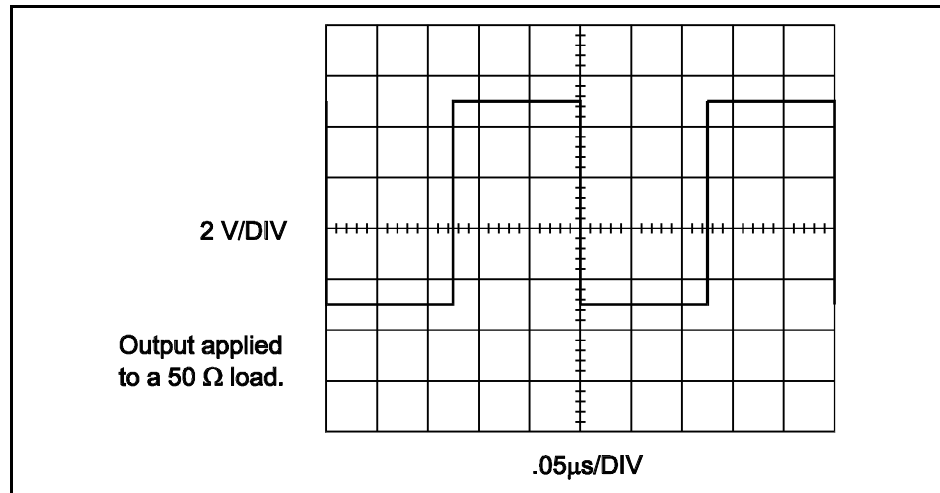 2 V/DIV
Output applied
to a 50 Ω load.
.05μs/DIV